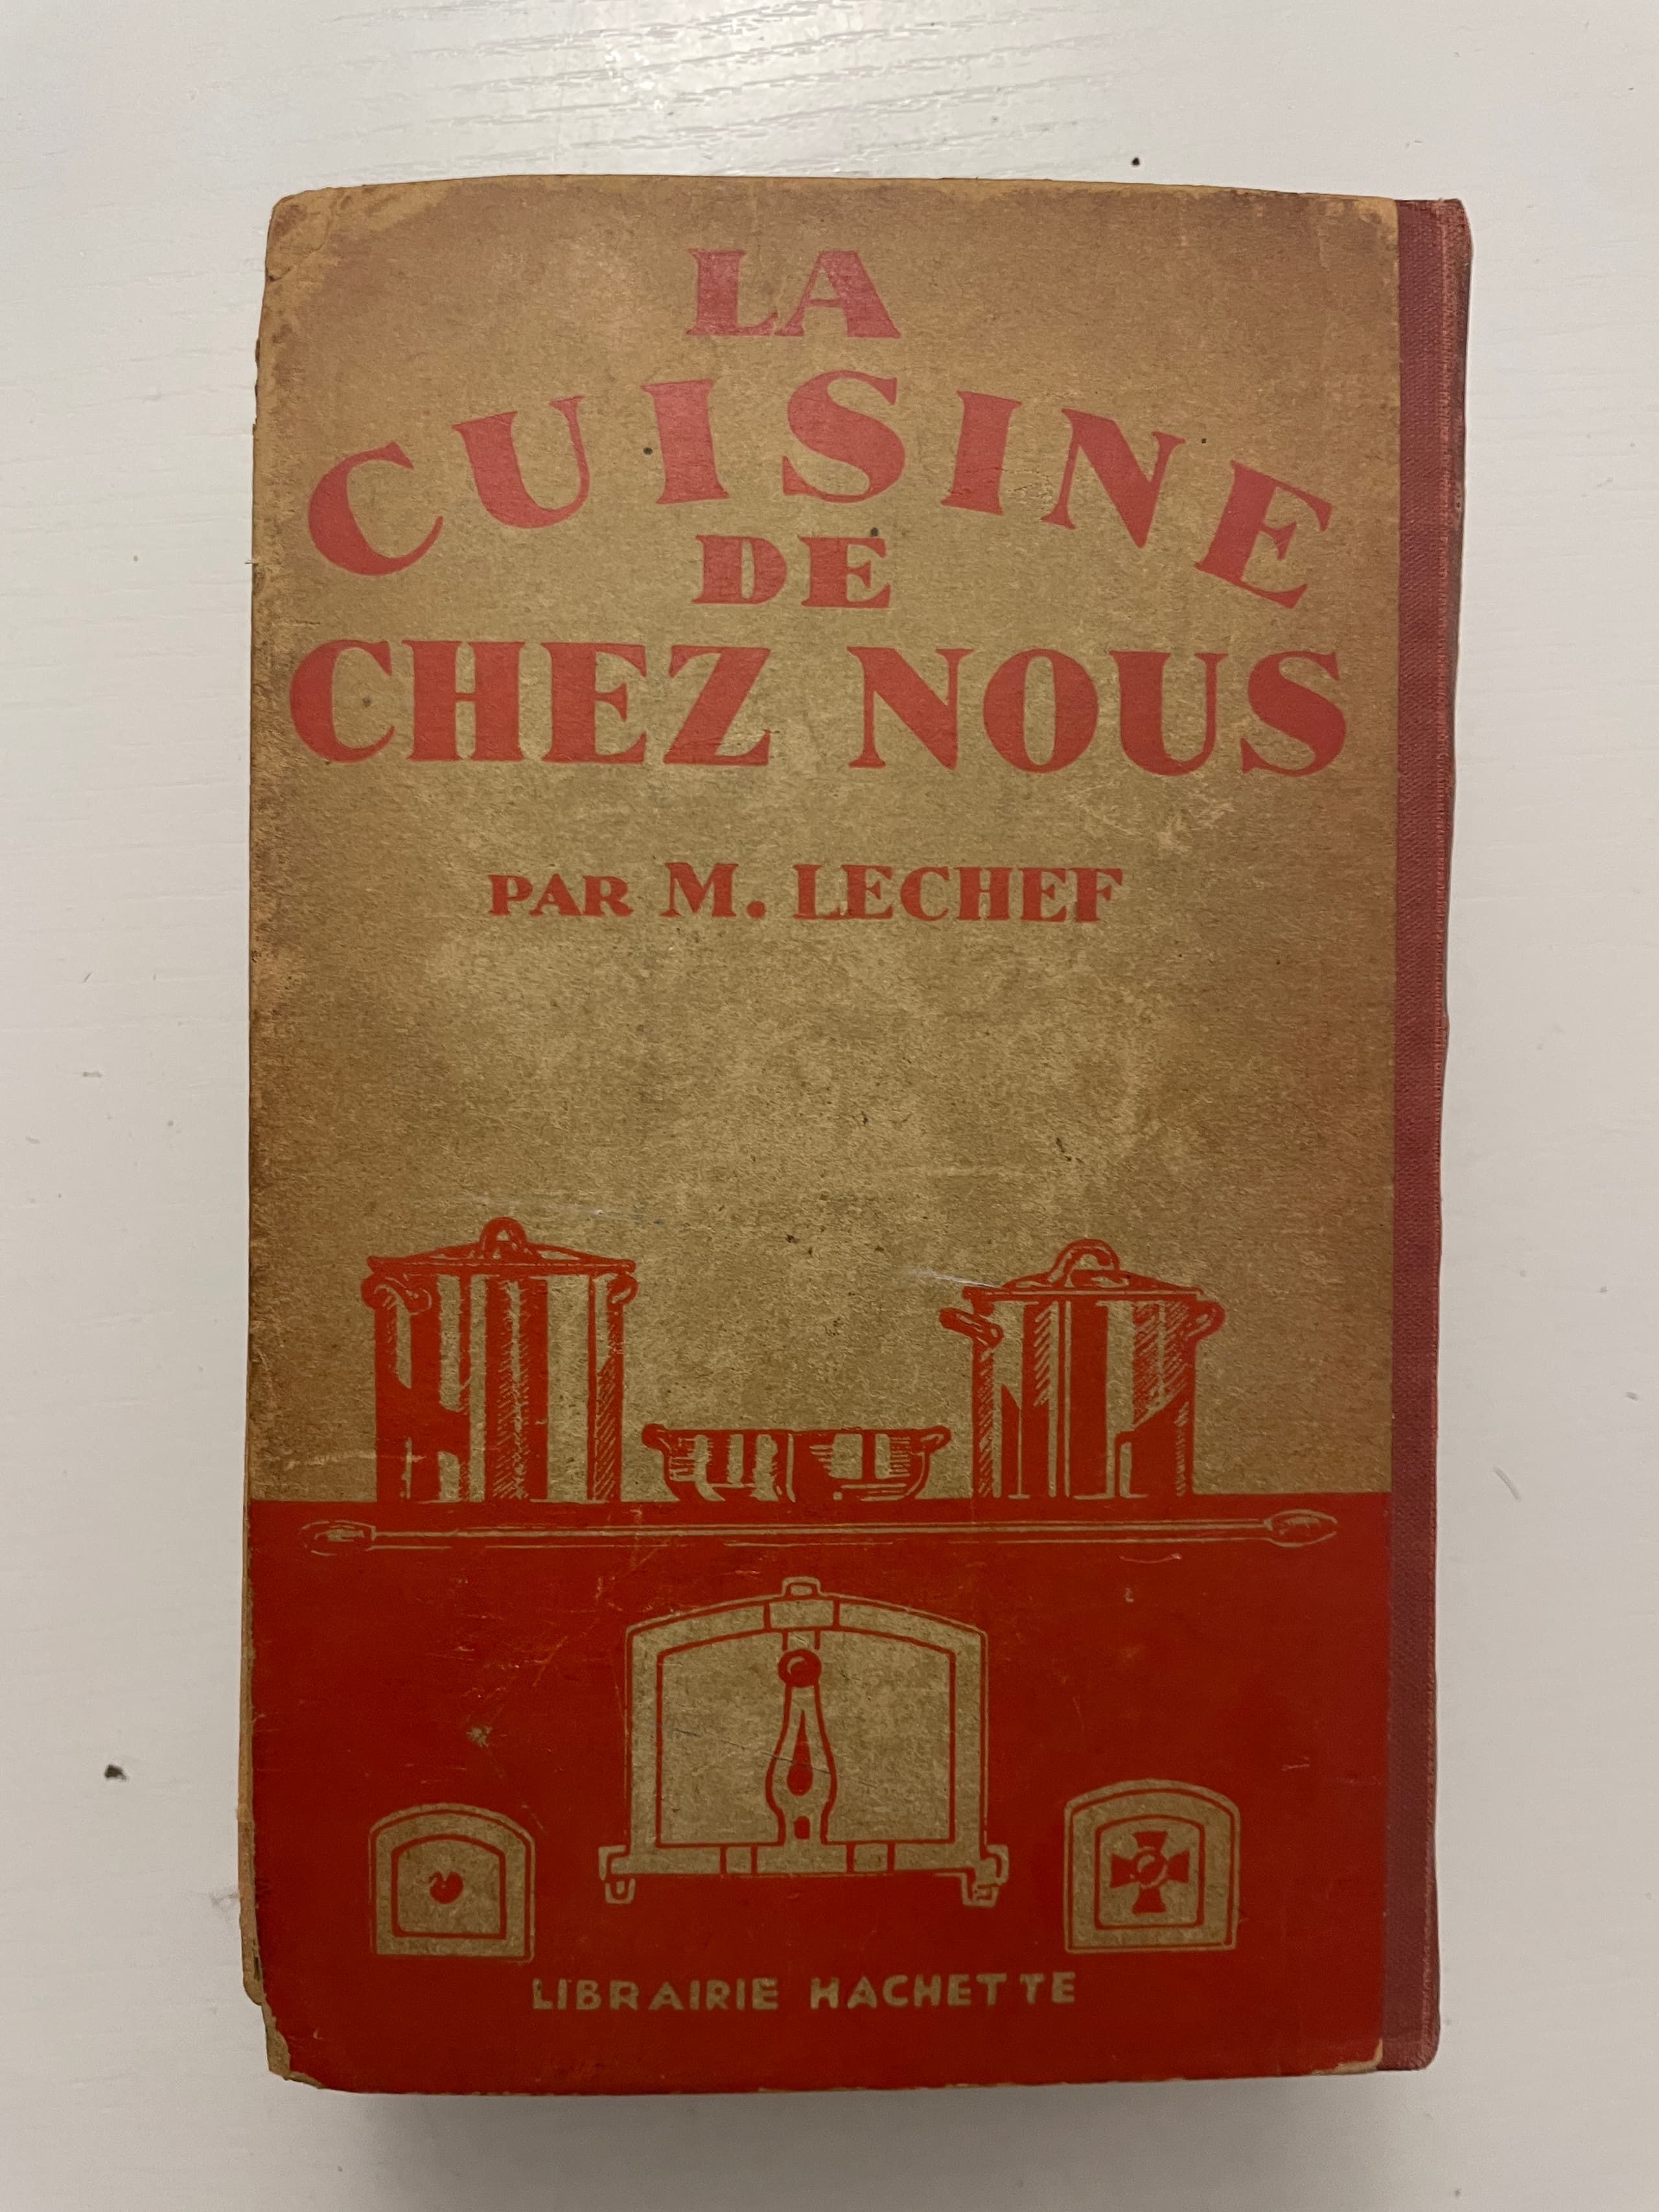 LA
CUISINE
DE
CHEZ NOUS
PAR M. LECHEF
LIBRAIRIE HACHETTE